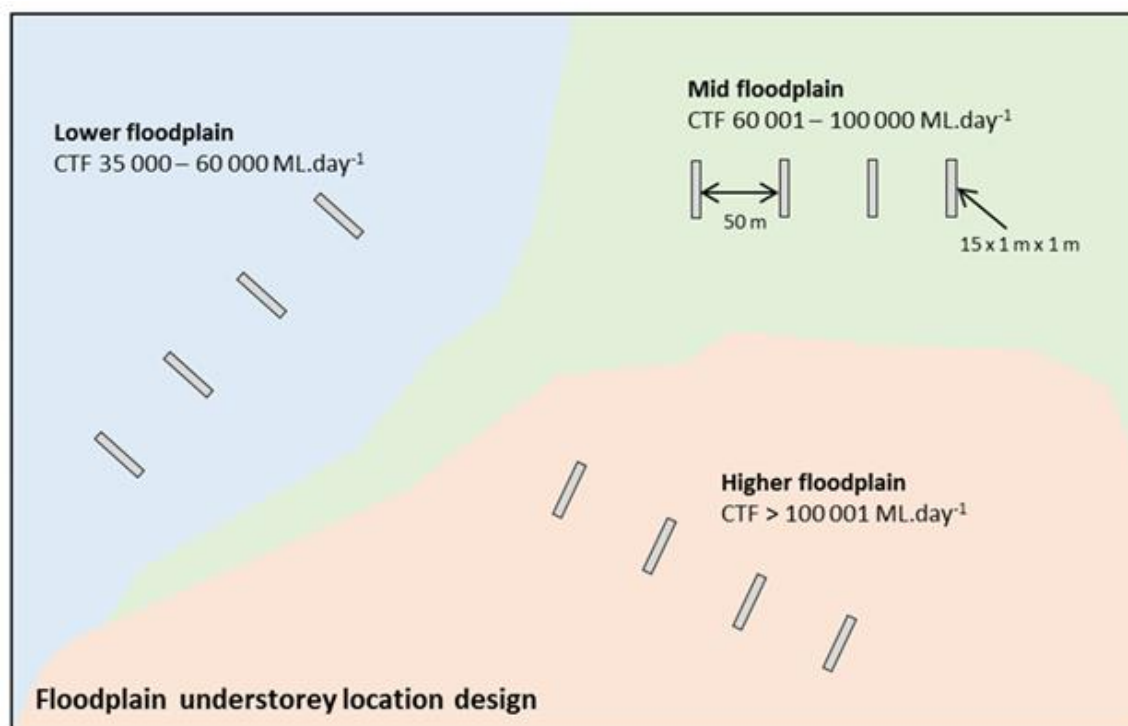 Lower floodplain
CTF 35 000 – 60 000 ML.day⁻¹
Mid floodplain
CTF 60 001 – 100 000 ML.day⁻¹
50 m
15 x 1 m x 1 m
Higher floodplain
CTF > 100 001 ML.day⁻¹
Floodplain understorey location design